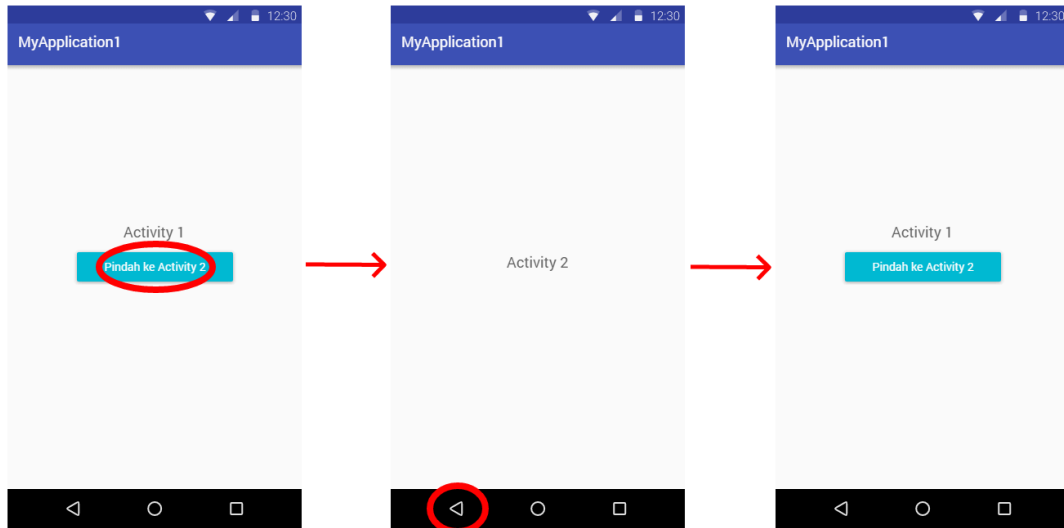 12:30
MyApplication1
Activity 1
Pindah ke Activity 2
12:30
MyApplication1
Activity 2
12:30
MyApplication1
Activity 1
Pindah ke Activity 2